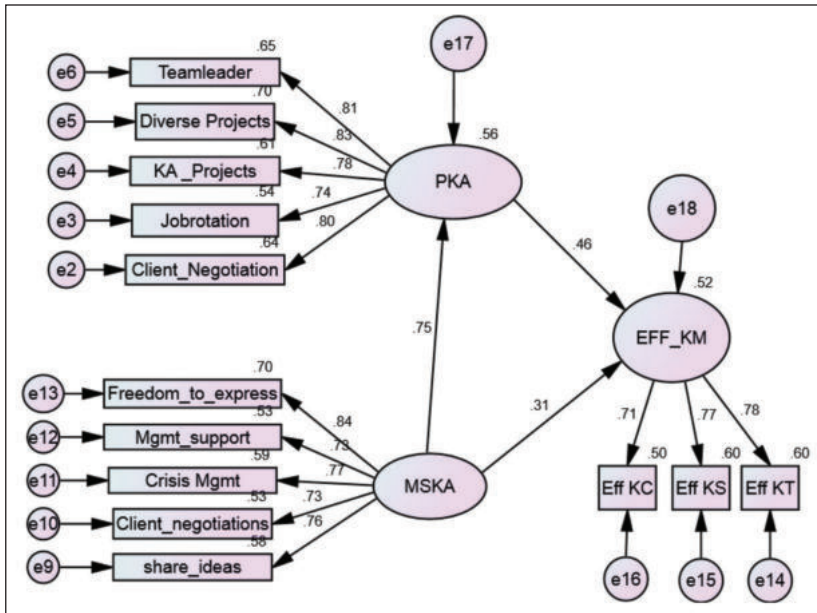 e17
.65
e6
Teamleader
.70
.81
e5
Diverse Projects
.83
.61
e4
KA _Projects
.78
.54
.74
e3
Jobrotation
.80
.64
e2
Client_Negotiation
.56
PKA
e18
.46
.52
EFF_KM
.75
.31
.70
e13
Freedom_to_express
.53
.84
e12
Mgmt_support
.73
.59
e11
Crisis Mgmt
.77
.53
e10
Client_negotiations
.73
.58
.76
e9
share_ideas
MSKA
.71
.77
.78
.50
.60
.60
Eff KC
Eff KS
Eff KT
e16
e15
e14